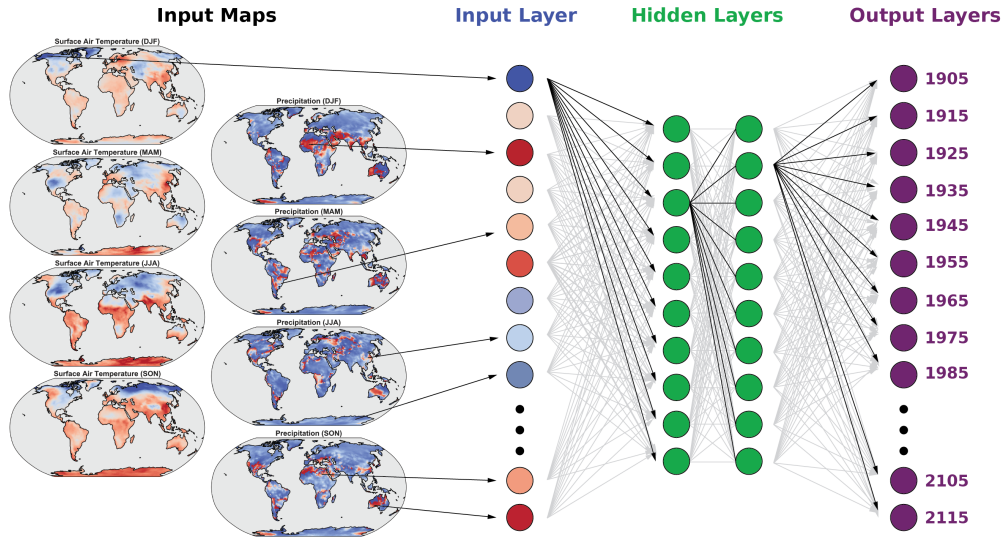 Input Maps
Input Layer
Hidden Layers
Output Layers
Surface Air Temperature (DJF)
Precipitation (DJF)
Surface Air Temperature (MAM)
Precipitation (MAM)
Surface Air Temperature (JJA)
Precipitation (JJA)
Surface Air Temperature (SON)
Precipitation (SON)
1905
1915
1925
1935
1945
1955
1965
1975
1985
2105
2115